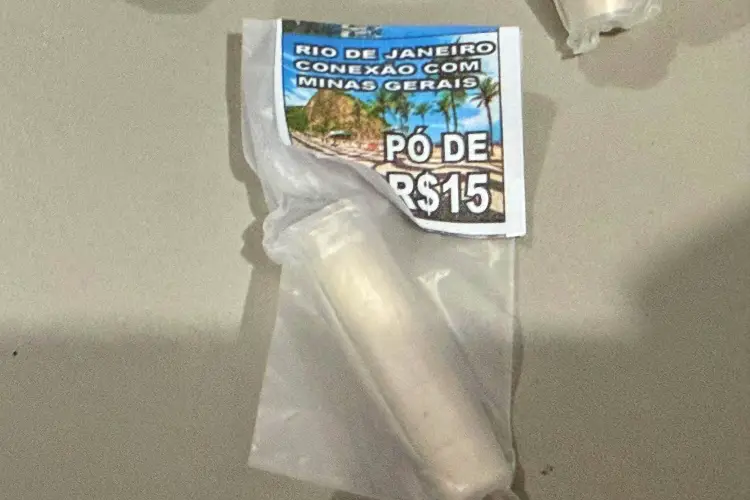 RIO DE JANEIRO
CONEXÃO COM
MINAS GERAIS
PÓ DE
R$15